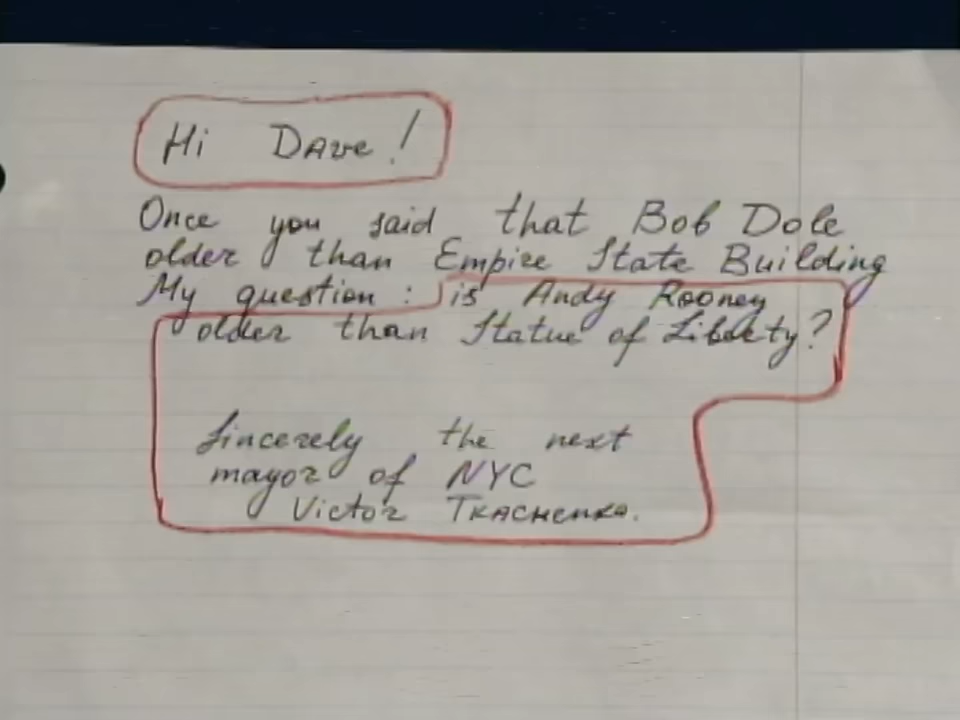 Hi Dave!
Once you said that Bob Dole
older than Empire State Building
My question: is Andy Rooney
older than Statue of Liberty?
Sincerely the next
mayor of NYC
Victor Tkachenko.